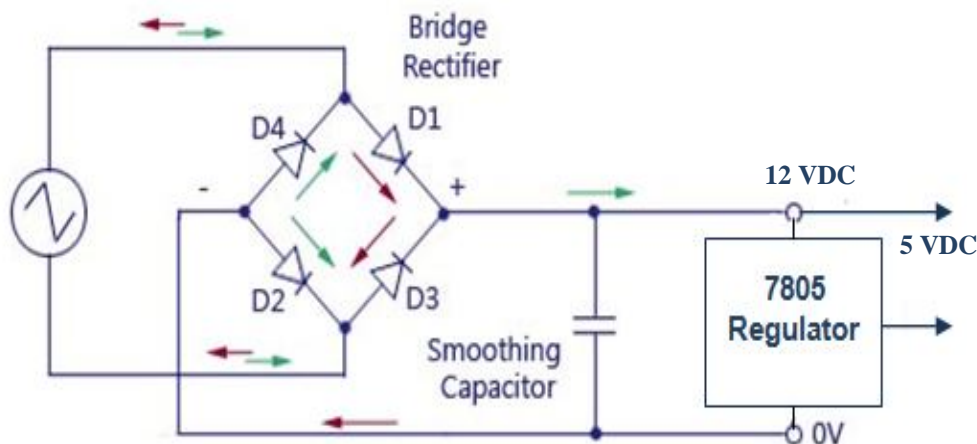 Bridge
Rectifier
D4
D1
-
+
12 VDC
5 VDC
D2
D3
7805
Regulator
Smoothing
Capacitor
0V